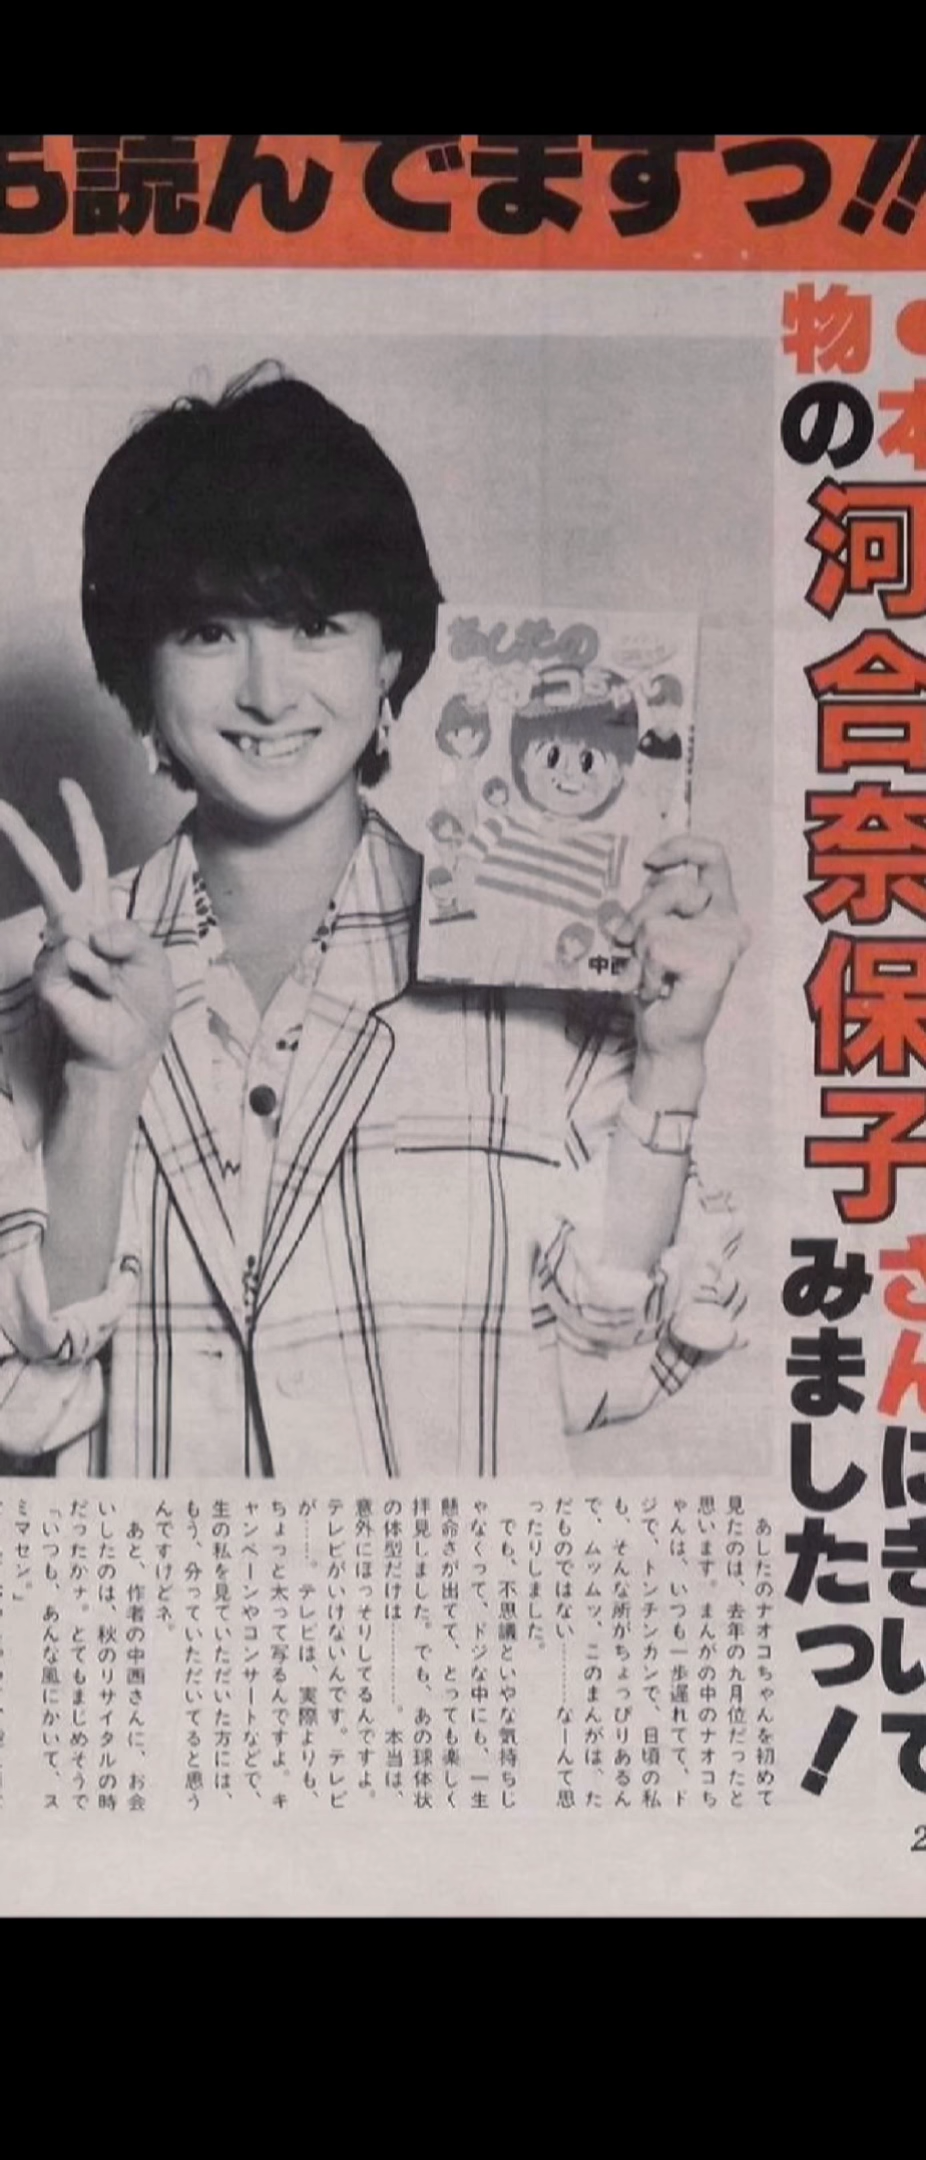 も読んでますっ!!
●本
物の河合奈保子さんにきいて
みましたっ!
あしたの
中西
あしたのナオコちゃんを初めて
見たのは、去年の九月位だったと
思います。まんがの中のナオコち
ゃんは、いつも一歩遅れてて、ド
ジで、トンチンカンで、日頃の私
も、そんな所がちょっぴりあるん
で、ムッムッ、このまんがは、た
だものではない………なーんて思
ったりしました。
でも、不思議といやな気持ちじ
ゃなくって、ドジな中にも、一生
懸命さが出てて、とっても楽しく
拝見しました。でも、あの球体状
の体型だけは…………。本当は、
意外にほっそりしてるんですよ。
テレビがいけないんです。テレビ
が……。テレビは、実際よりも、
ちょっと太って写るんですよ。キ
ャンペーンやコンサートなどで、
生の私を見ていただいた方には、
もう、分っていただいてると思う
んですけどネ。
あと、作者の中西さんに、お会
いしたのは、秋のリサイタルの時
だったかナ。とてもまじめそうで
「いつも、あんな風にかいて、ス
ミマセン。」
2